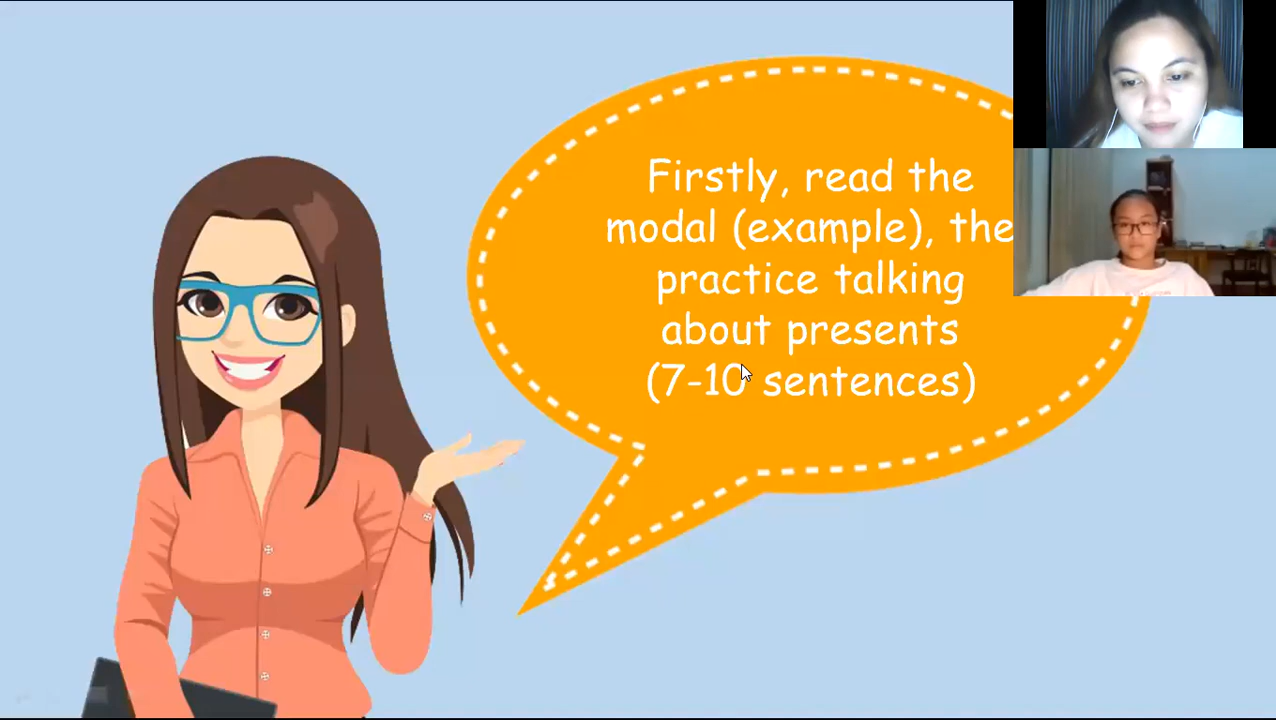 Firstly, read the
modal (example), the
practice talking
about presents
(7-10 sentences)